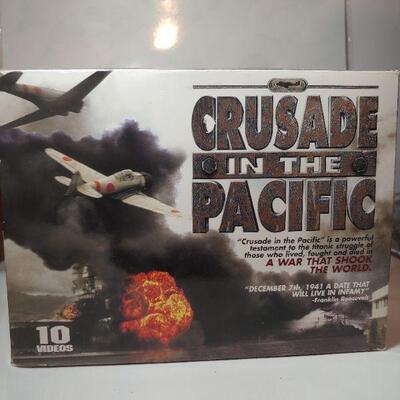 CRUSADE
IN THE
PACIFIC
"Crusade in the Pacific" is a powerful
testament to the titanic struggle of
those who lived, fought and died in
A WAR THAT SHOOK
THE WORLD.
"DECEMBER 7th, 1941 A DATE THAT
WILL LIVE IN INFAMY"
-Franklin Roosevelt
10
VIDEOS